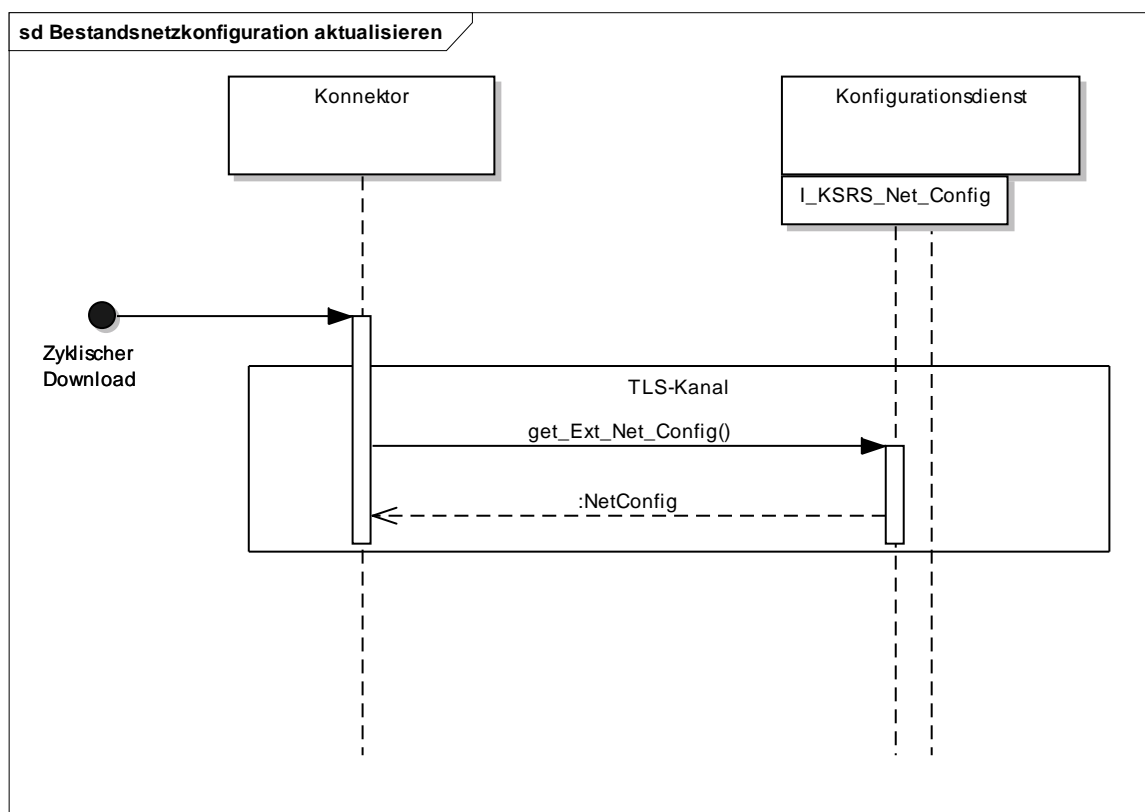 sd Bestandsnetzkonfiguration aktualisieren
Konnektor
Konfigurationsdienst
I_KSRS_Net_Config
Zyklischer
Download
TLS-Kanal
get_Ext_Net_Config()
:NetConfig